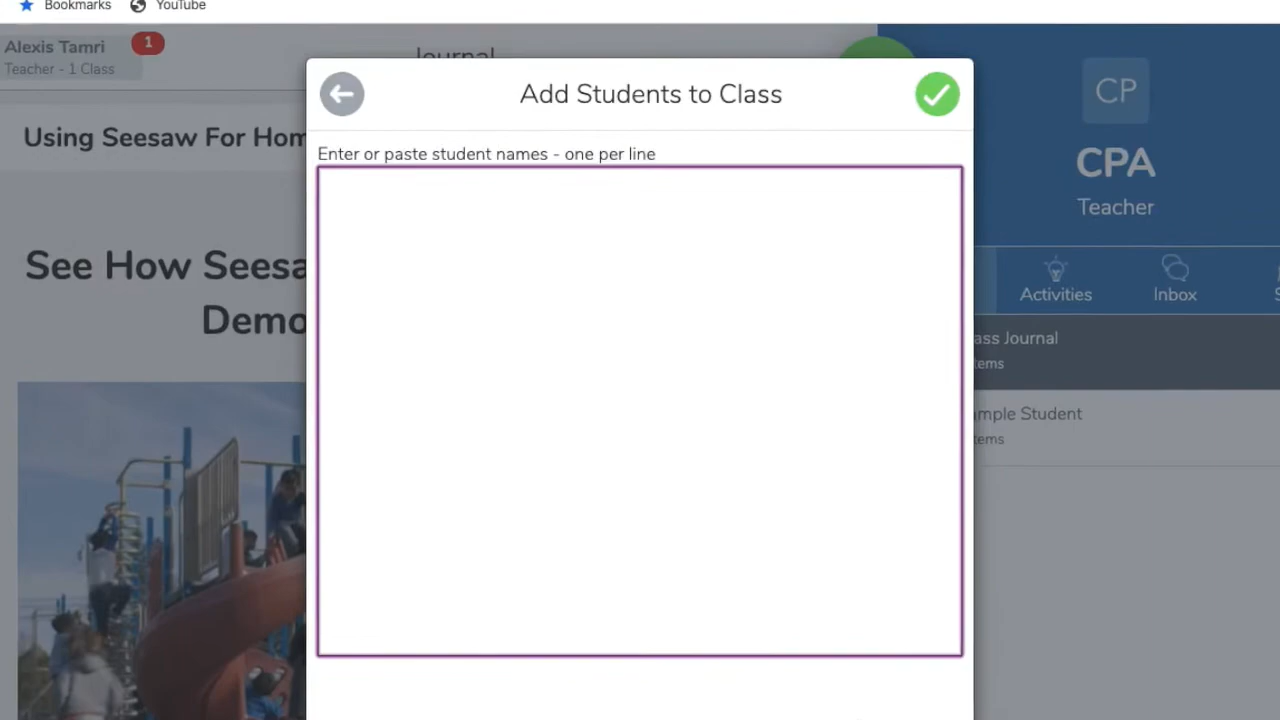 Bookmarks
YouTube
Alexis Tamri
1
Teacher - 1 Class
Journal
Add Students to Class
CP
Using Seesaw For Hom
Enter or paste student names - one per line
CPA
Teacher
See How Seesa
Demo
Activities
Inbox
ass Journal
tems
mple Student
tems